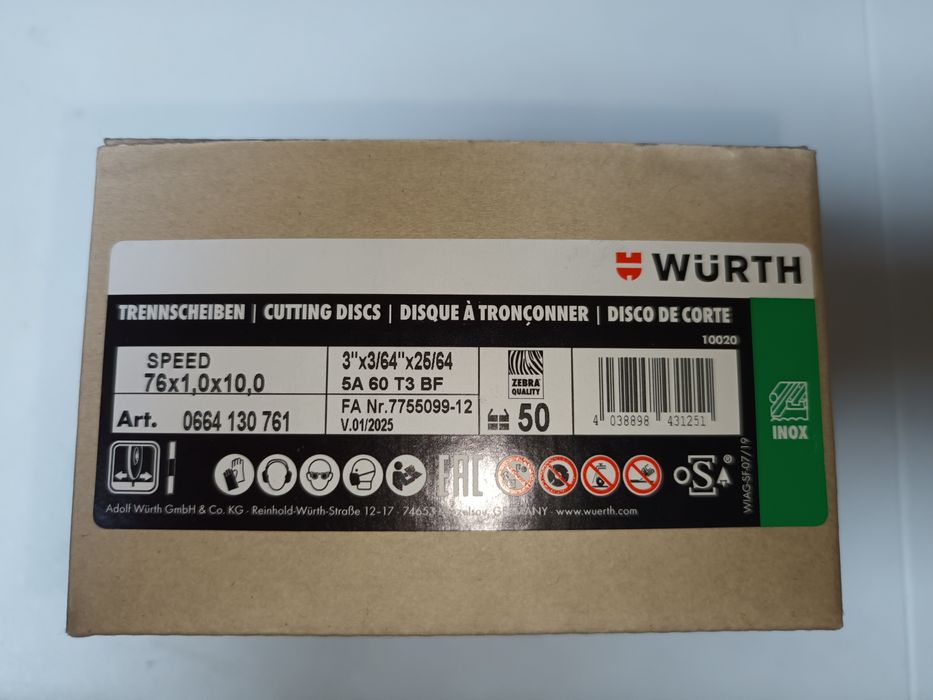 WÜRTH
TRENNSCHEIBEN | CUTTING DISCS | DISQUE À TRONÇONNER | DISCO DE CORTE
10020
SPEED
76x1,0x10,0
3"x3/64"x25/64
5A 60 T3 BF
Art. 0664 130 761
FA Nr.7755099-12
V.01/2025
ZEBRA®
QUALITY
50
4 038898 431251
INOX
EAC
oSA®
WIAG-SF-07/19
Adolf Würth GmbH & Co. KG · Reinhold-Würth-Straße 12-17 · 74653 GERMANY · www.wuerth.com